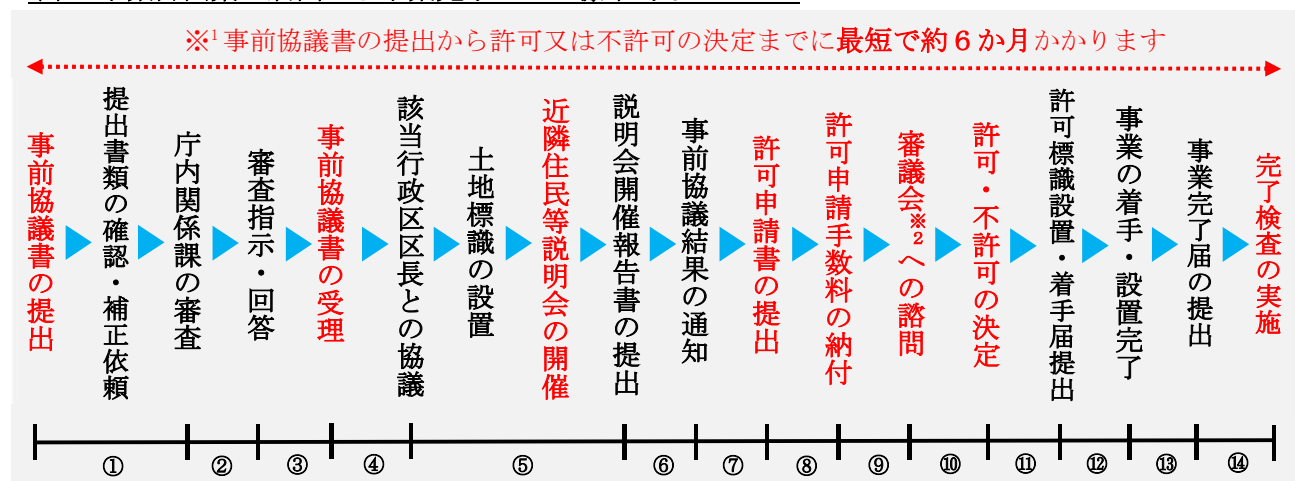 ※1事前協議書の提出から許可又は不許可の決定までに最短で約6か月かかります
事前協議書の提出
提出書類の確認・補正依頼
庁内関係課の審査
審査指示・回答
事前協議書の受理
該当行政区区長との協議
土地標識の設置
近隣住民等説明会の開催
説明会開催報告書の提出
事前協議結果の通知
許可申請書の提出
許可申請手数料の納付
審議会※2への諮問
許可・不許可の決定
許可標識設置・着手届提出
事業の着手・設置完了
事業完了届の提出
完了検査の実施
① ② ③ ④ ⑤ ⑥ ⑦ ⑧ ⑨ ⑩ ⑪ ⑫ ⑬ ⑭